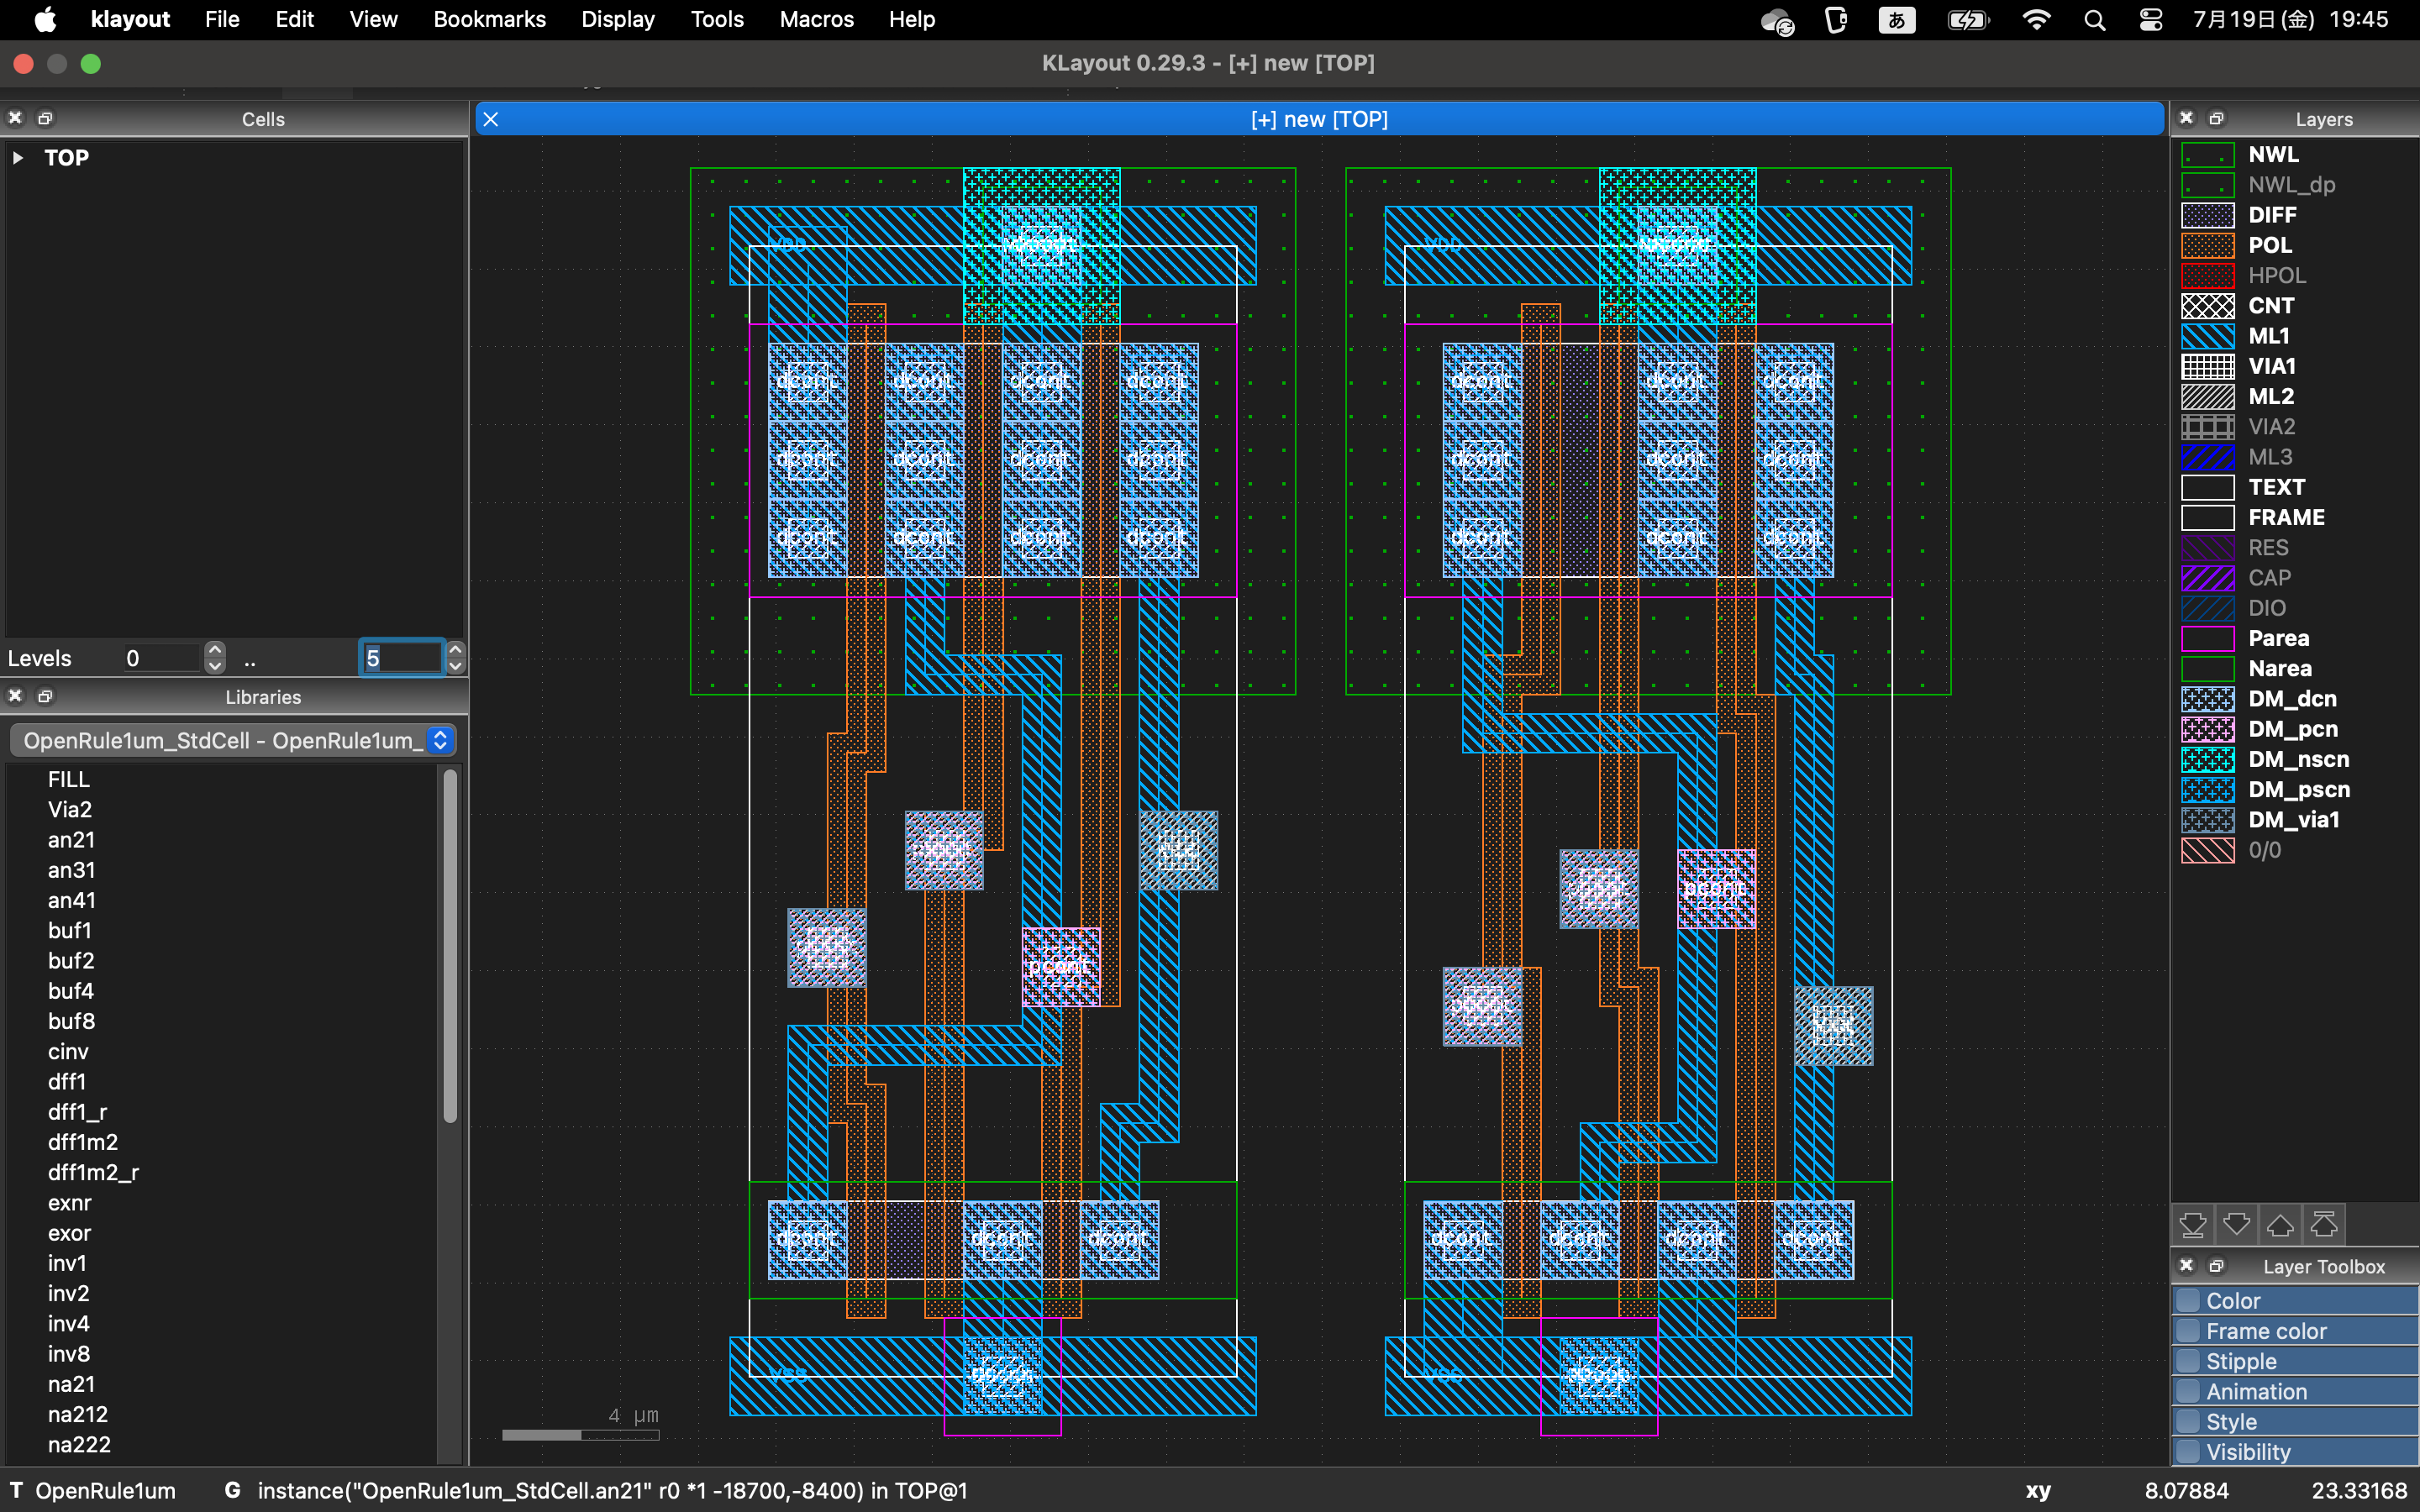 klayout File Edit View Bookmarks Display Tools Macros Help あ 7月19日(金) 19:45
KLayout 0.29.3 - [+] new [TOP]
Cells
TOP
Levels 0 .. 5
Libraries
OpenRule1um_StdCell - OpenRule1um_
FILL
Via2
an21
an31
an41
buf1
buf2
buf4
buf8
cinv
dff1
dff1_r
dff1m2
dff1m2_r
exnr
exor
inv1
inv2
inv4
inv8
na21
na212
na222
[+] new [TOP]
VDD VDD
dcont dcont dcont dcont dcont dcont dcont
dcont dcont dcont dcont dcont dcont dcont
dcont dcont dcont dcont dcont dcont dcont
pcont
pcont
dcont dcont dcont dcont dcont dcont dcont
VSS VSS
4 μm
Layers
NWL
NWL_dp
DIFF
POL
HPOL
CNT
ML1
VIA1
ML2
VIA2
ML3
TEXT
FRAME
RES
CAP
DIO
Parea
Narea
DM_dcn
DM_pcn
DM_nscn
DM_pscn
DM_via1
0/0
Layer Toolbox
Color
Frame color
Stipple
Animation
Style
Visibility
T OpenRule1um G instance("OpenRule1um_StdCell.an21" r0 *1 -18700,-8400) in TOP@1 xy 8.07884 23.33168